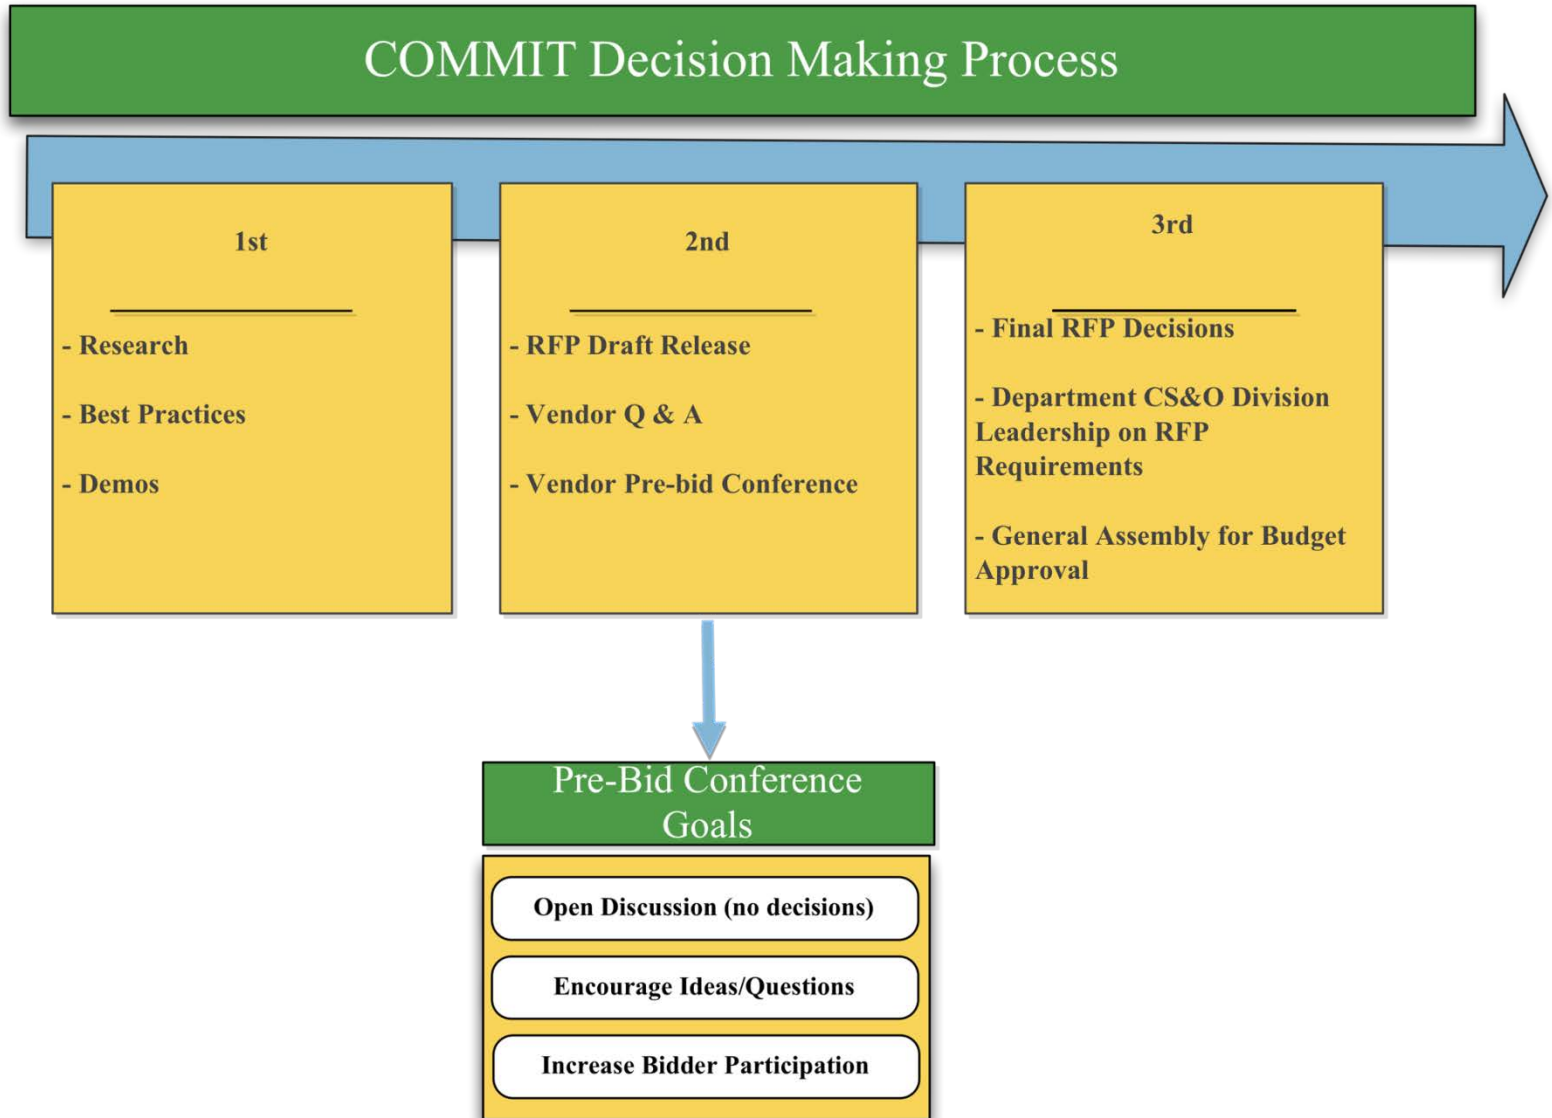 COMMIT Decision Making Process
1st
- Research
- Best Practices
- Demos
2nd
- RFP Draft Release
- Vendor Q & A
- Vendor Pre-bid Conference
3rd
- Final RFP Decisions
- Department CS&O Division
Leadership on RFP
Requirements
- General Assembly for Budget
Approval
Pre-Bid Conference
Goals
Open Discussion (no decisions)
Encourage Ideas/Questions
Increase Bidder Participation